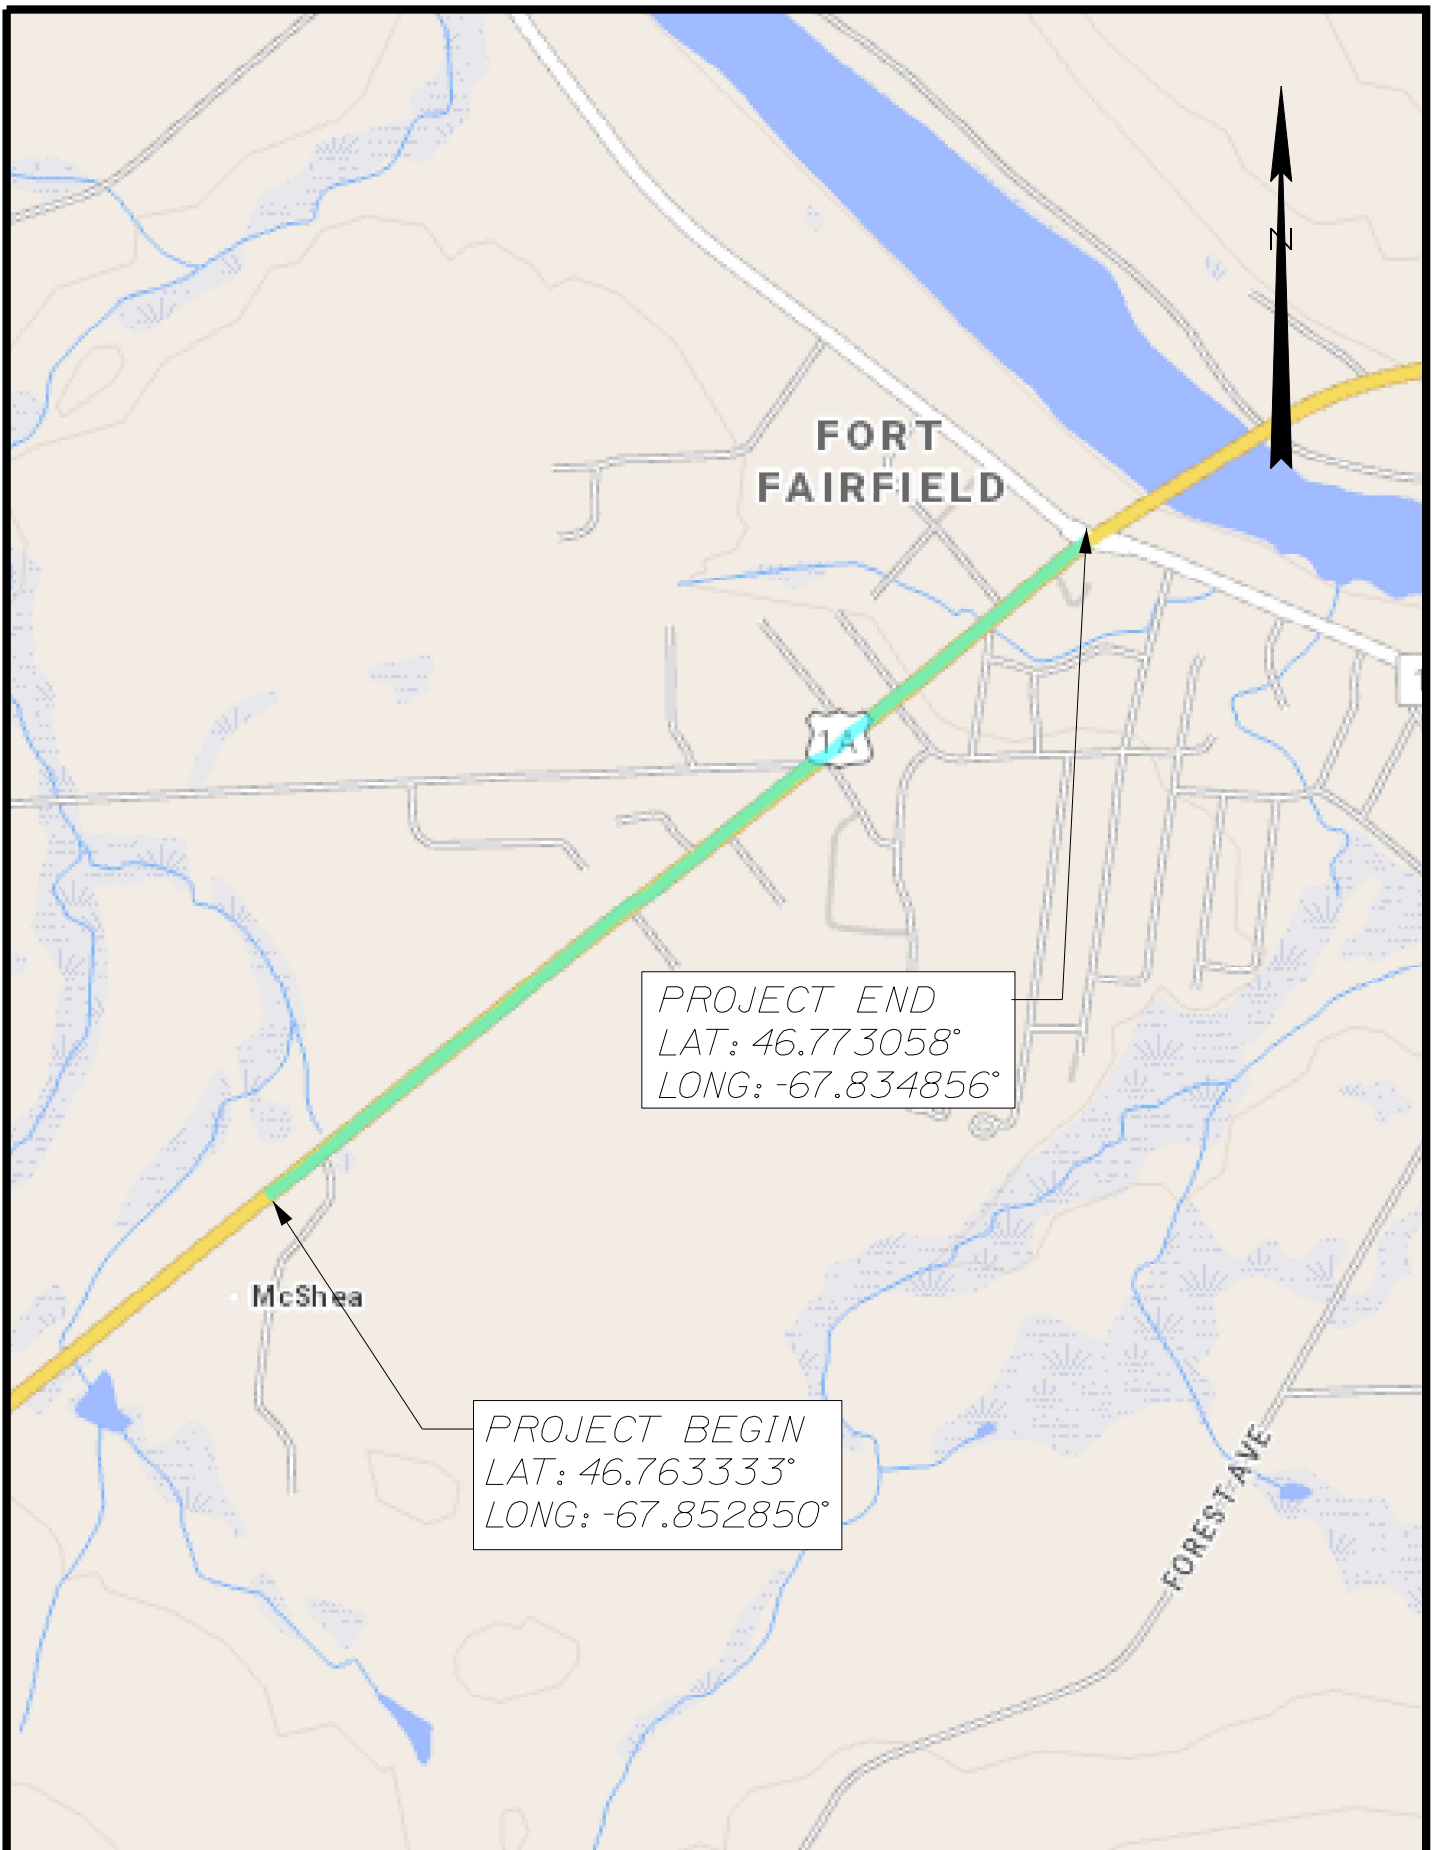 N
FORT
FAIRFIELD
1A
1
PROJECT END
LAT: 46.773058°
LONG: -67.834856°
McShea
PROJECT BEGIN
LAT: 46.763333°
LONG: -67.852850°
FOREST AVE